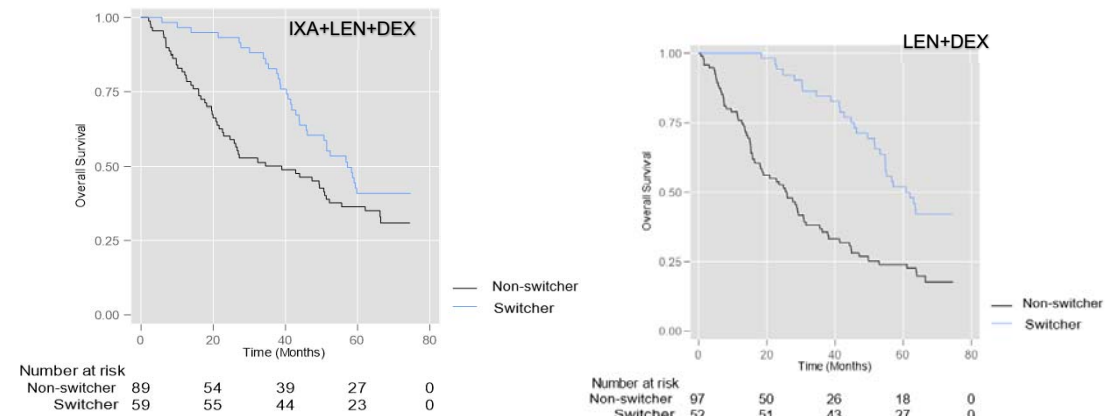 IXA+LEN+DEX
1.00
0.75
0.50
0.25
0.00
Overall Survival
0 20 40 60 80
Time (Months)
Non-switcher
Switcher
Number at risk
Non-switcher 89 54 39 27 0
Switcher 59 55 44 23 0
LEN+DEX
1.00
0.75
0.50
0.25
0.00
Overall Survival
0 20 40 60 80
Time (Months)
Non-switcher
Switcher
Number at risk
Non-switcher 97 50 26 18 0
Switcher 52 51 43 27 0